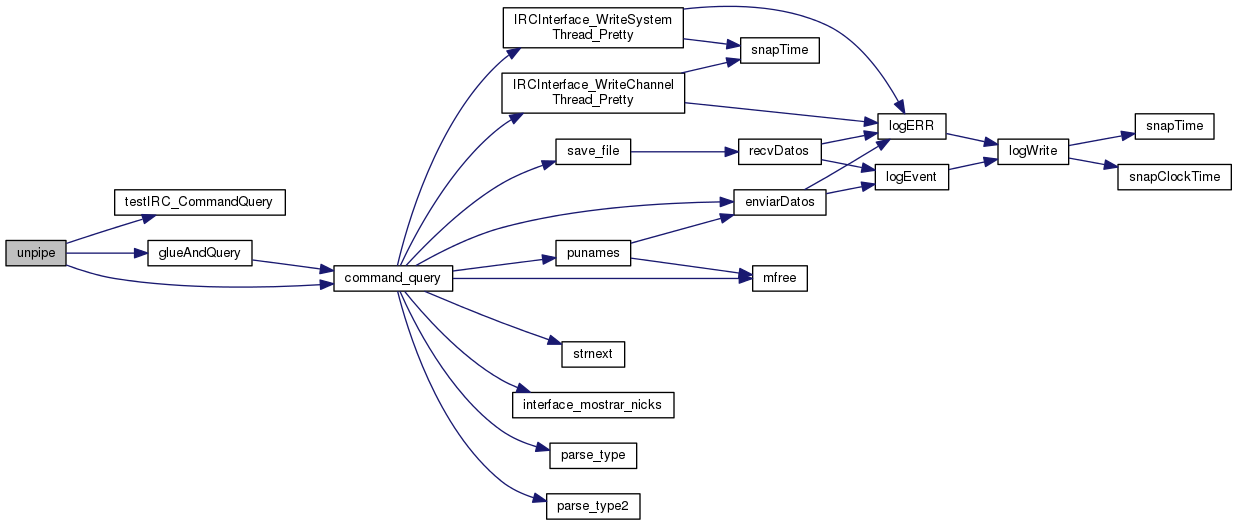 IRCInterface_WriteSystem
Thread_Pretty
snapTime
IRCInterface_WriteChannel
Thread_Pretty
logERR
snapTime
save_file
recvDatos
logWrite
logEvent
snapClockTime
testIRC_CommandQuery
enviarDatos
unpipe
glueAndQuery
punames
command_query
mfree
strnext
interface_mostrar_nicks
parse_type
parse_type2